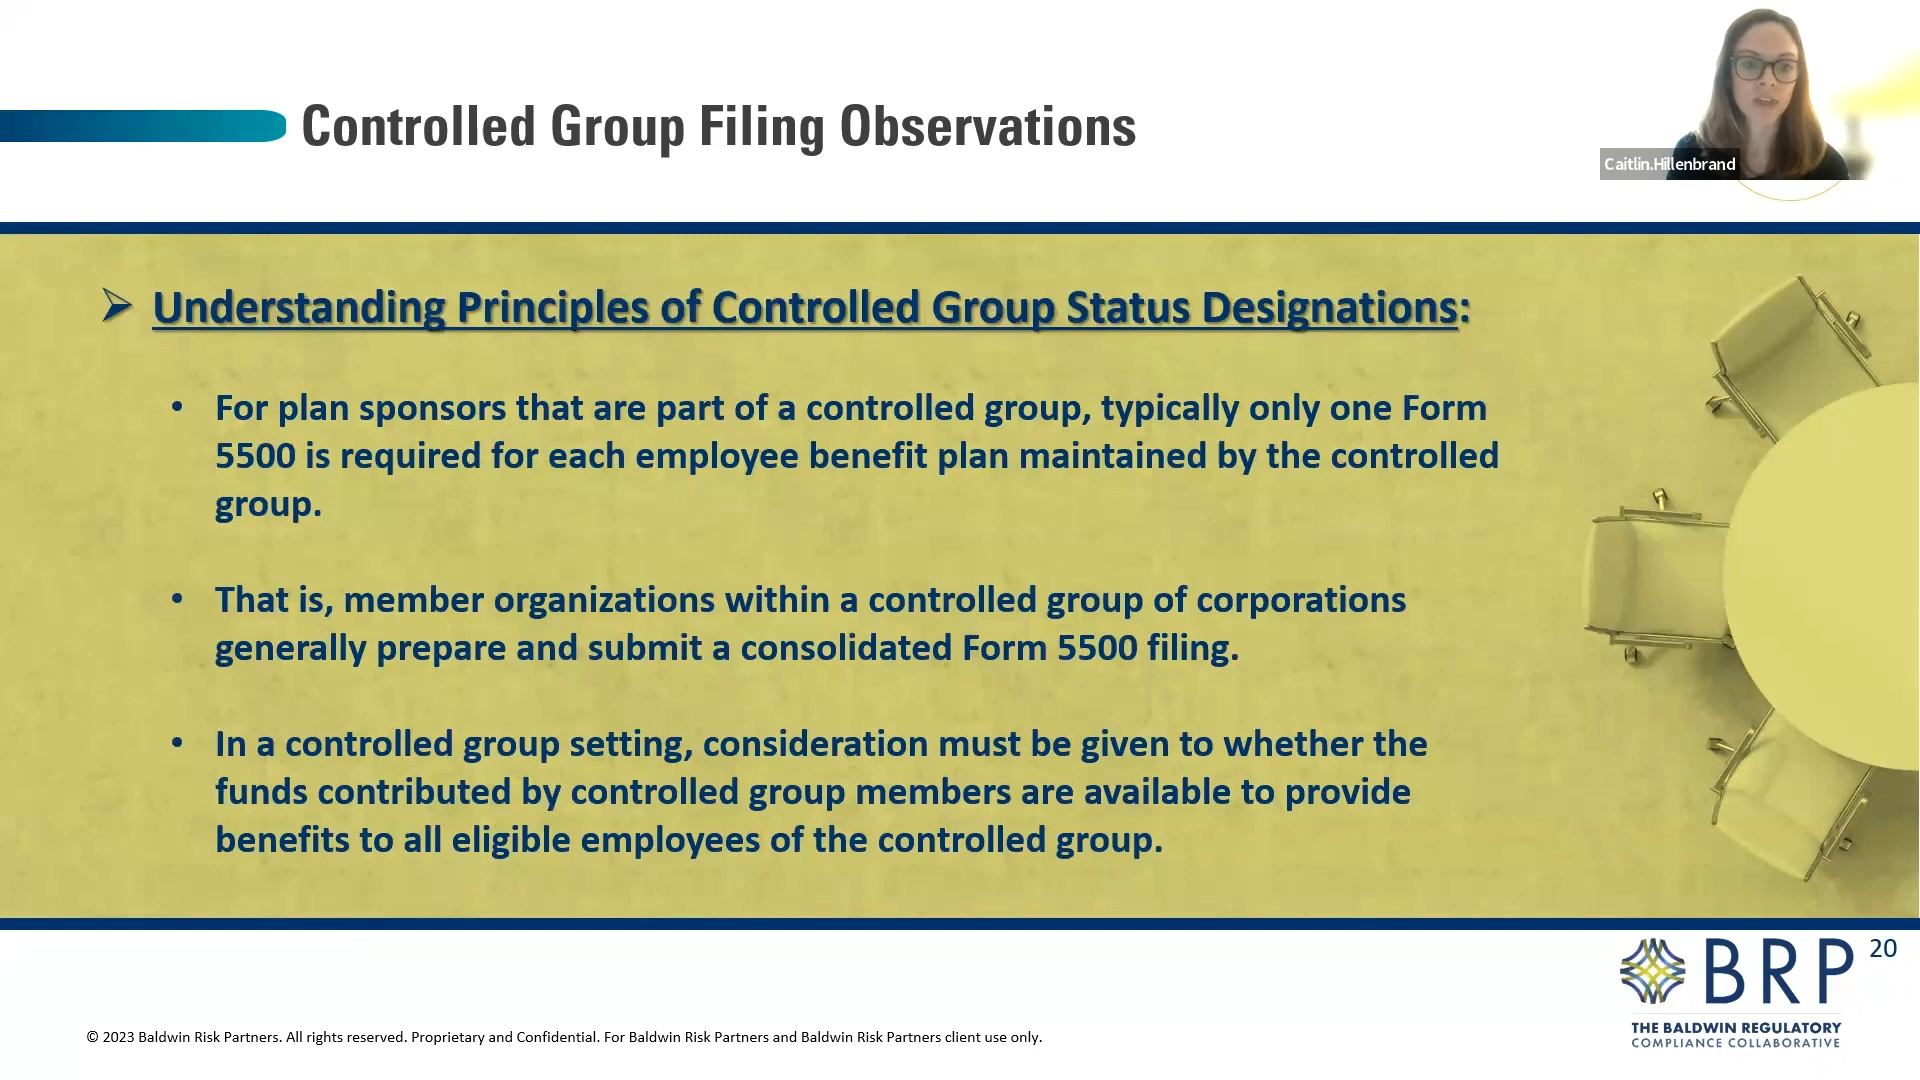 Controlled Group Filing Observations
Caitlin.Hillenbrand
➢ Understanding Principles of Controlled Group Status Designations:
• For plan sponsors that are part of a controlled group, typically only one Form
5500 is required for each employee benefit plan maintained by the controlled
group.
• That is, member organizations within a controlled group of corporations
generally prepare and submit a consolidated Form 5500 filing.
• In a controlled group setting, consideration must be given to whether the
funds contributed by controlled group members are available to provide
benefits to all eligible employees of the controlled group.
BRP
20
THE BALDWIN REGULATORY
COMPLIANCE COLLABORATIVE
© 2023 Baldwin Risk Partners. All rights reserved. Proprietary and Confidential. For Baldwin Risk Partners and Baldwin Risk Partners client use only.